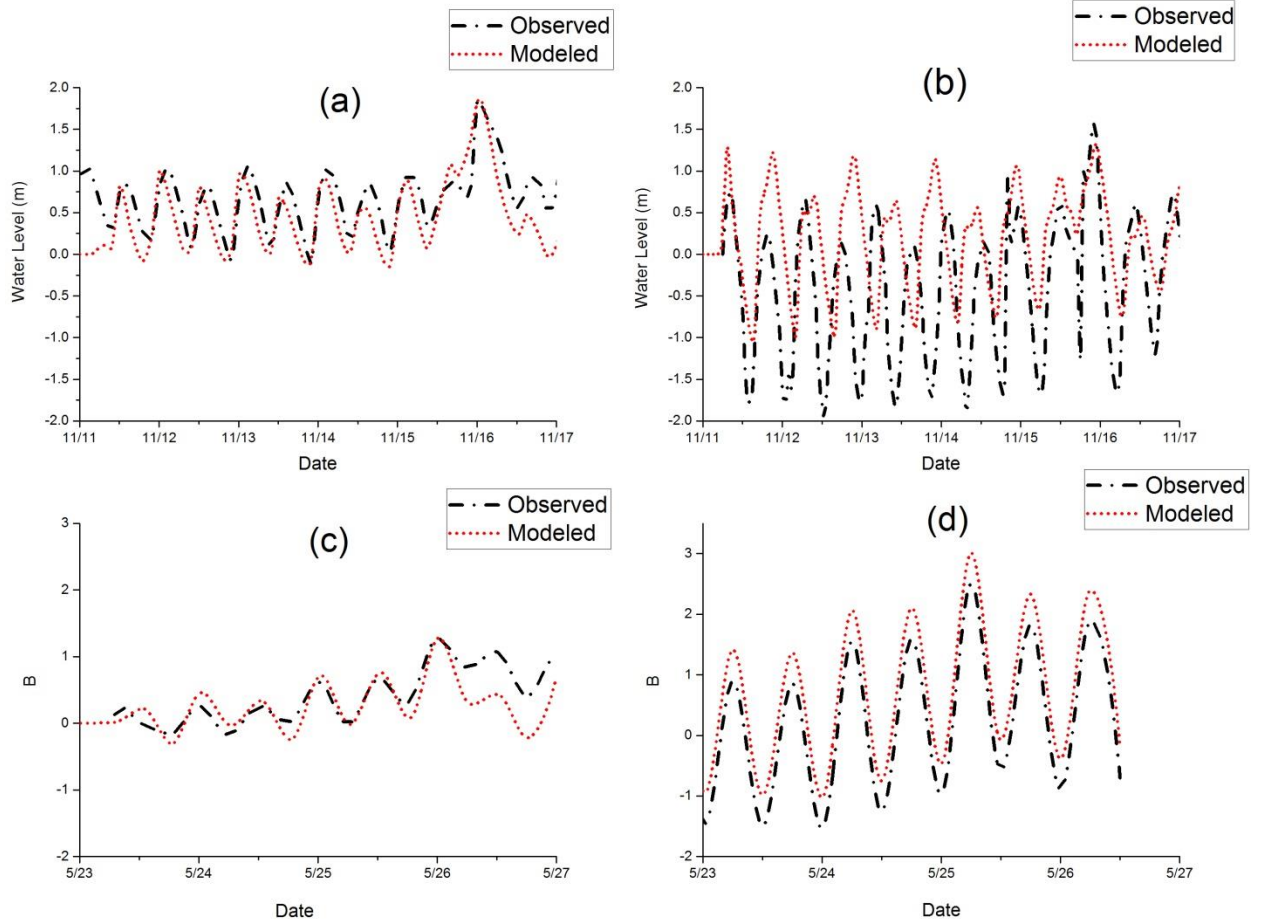 Observed
Modeled
(a)
Water Level (m)
2.0
1.5
1.0
0.5
0.0
-0.5
-1.0
-1.5
-2.0
11/11 11/12 11/13 11/14 11/15 11/16 11/17
Date
Observed
Modeled
(b)
Water Level (m)
2.0
1.5
1.0
0.5
0.0
-0.5
-1.0
-1.5
-2.0
11/11 11/12 11/13 11/14 11/15 11/16 11/17
Date
Observed
Modeled
(c)
B
3
2
1
0
-1
-2
5/23 5/24 5/25 5/26 5/27
Date
Observed
Modeled
(d)
B
3
2
1
0
-1
-2
5/23 5/24 5/25 5/26 5/27
Date